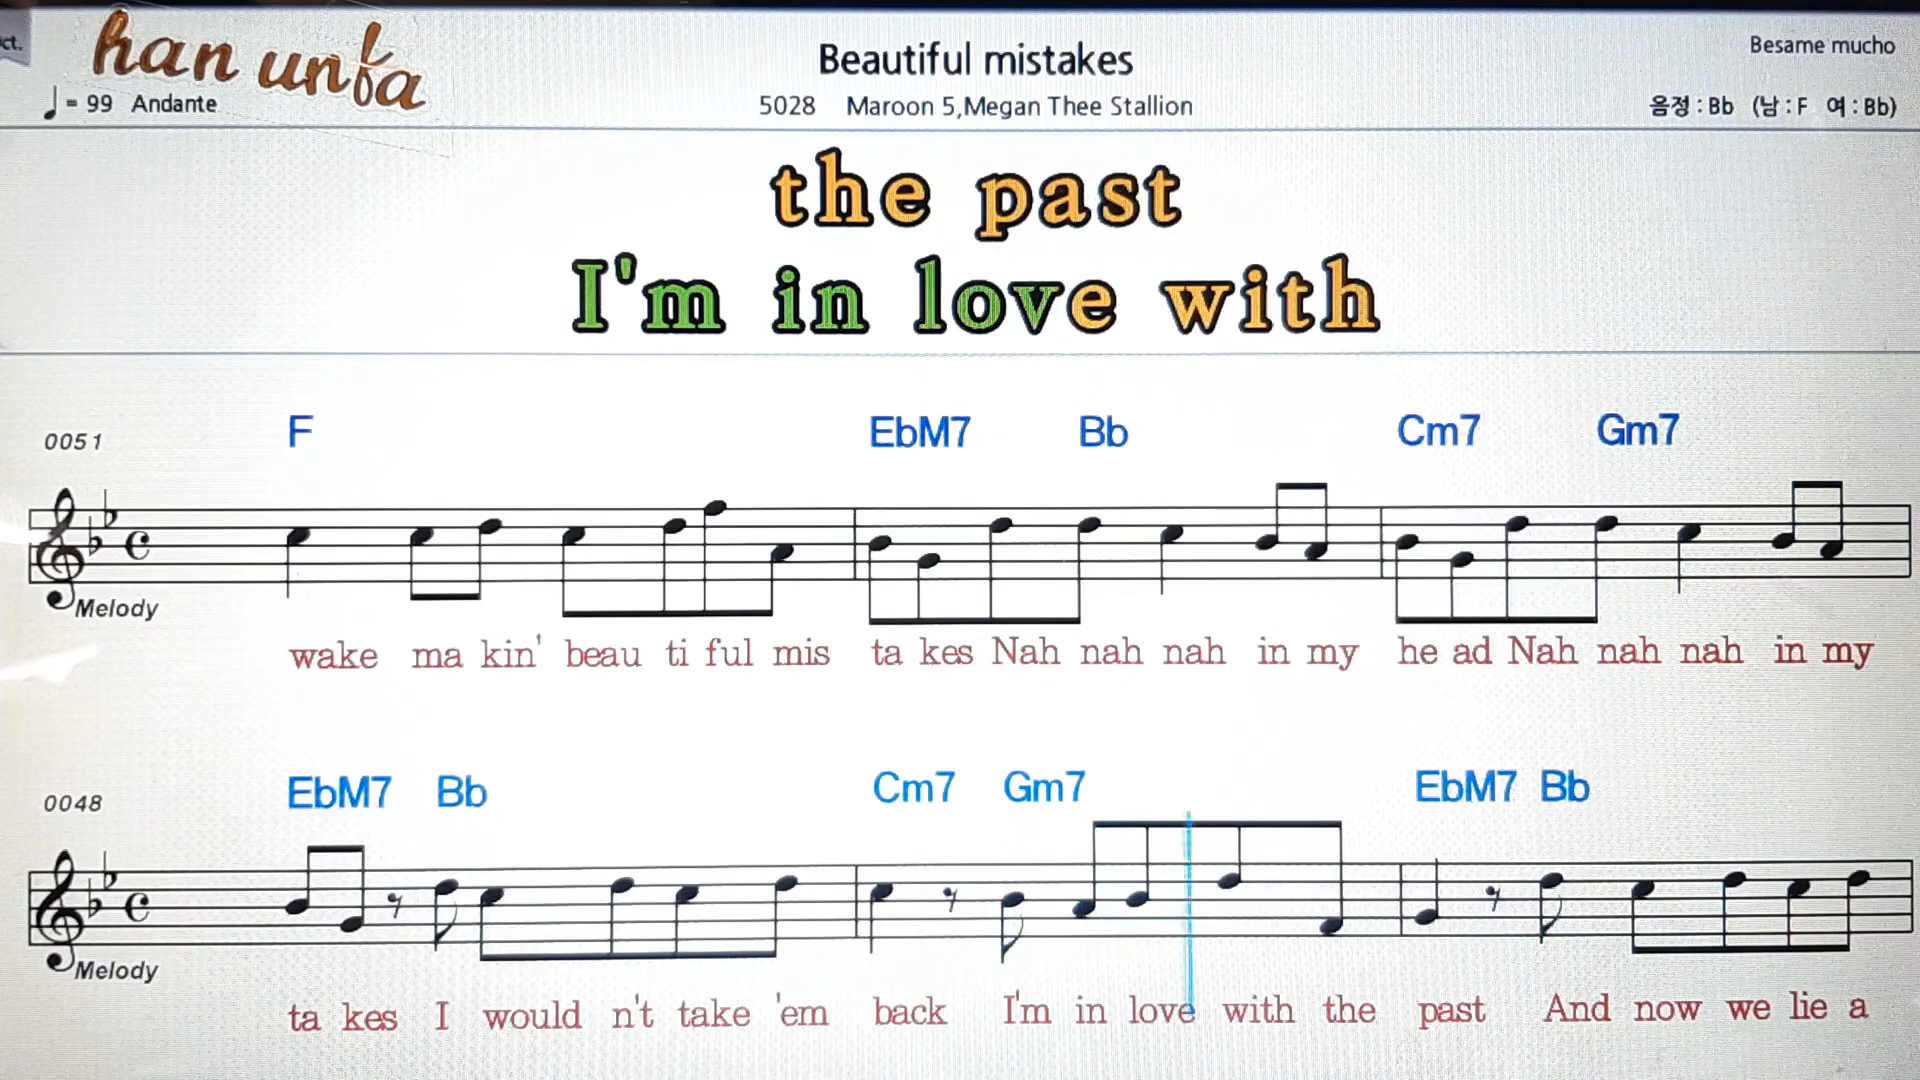 ct.
han unfa
Beautiful mistakes
Besame mucho
= 99 Andante
5028 Maroon 5,Megan Thee Stallion
음정 : Bb (남 : F 여 : Bb)
the past
I'm in love with
0051 F EbM7 Bb Cm7 Gm7
Melody
wake ma kin' beau ti ful mis ta kes Nah nah nah in my he ad Nah nah nah in my
0048 EbM7 Bb Cm7 Gm7 EbM7 Bb
Melody
ta kes I would n't take 'em back I'm in love with the past And now we lie a